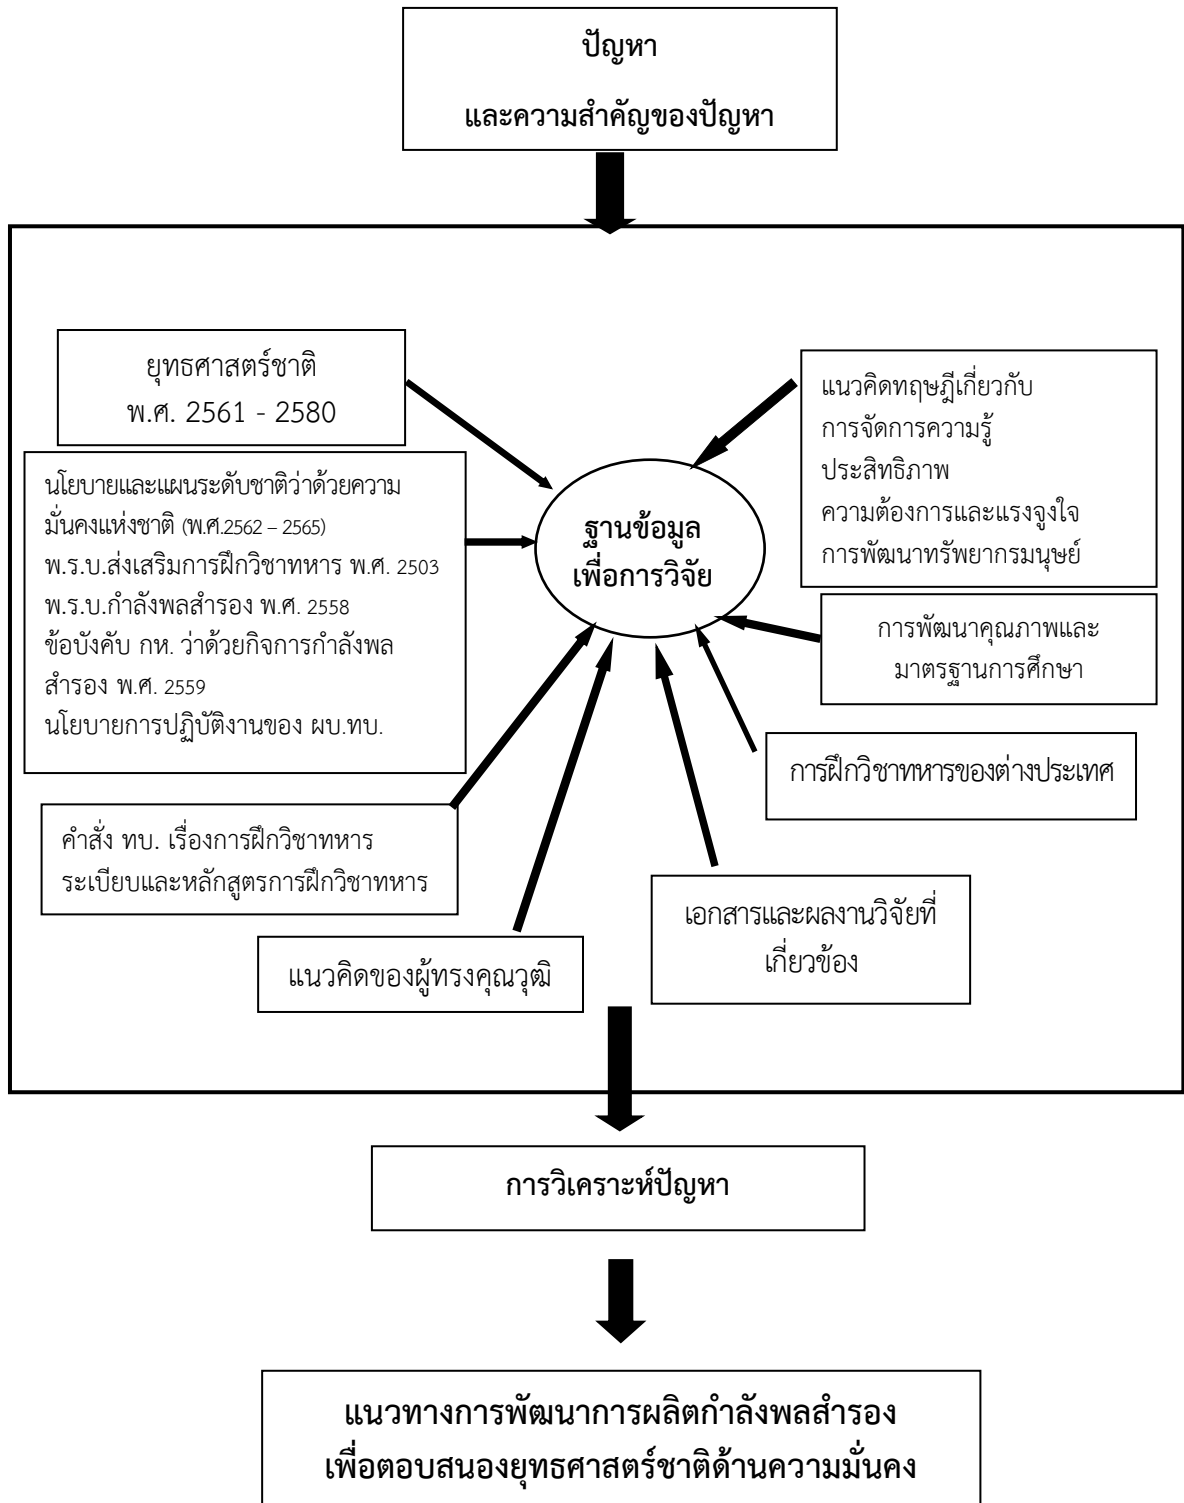 ปัญหา
และความสำคัญของปัญหา
ยุทธศาสตร์ชาติ
พ.ศ. 2561 - 2580
นโยบายและแผนระดับชาติว่าด้วยความ
มั่นคงแห่งชาติ (พ.ศ.2562 – 2565)
พ.ร.บ.ส่งเสริมการฝึกวิชาทหาร พ.ศ. 2503
พ.ร.บ.กำลังพลสำรอง พ.ศ. 2558
ข้อบังคับ กห. ว่าด้วยกิจการกำลังพล
สำรอง พ.ศ. 2559
นโยบายการปฏิบัติงานของ ผบ.ทบ.
คำสั่ง ทบ. เรื่องการฝึกวิชาทหาร
ระเบียบและหลักสูตรการฝึกวิชาทหาร
แนวคิดของผู้ทรงคุณวุฒิ
ฐานข้อมูล
เพื่อการวิจัย
แนวคิดทฤษฎีเกี่ยวกับ
การจัดการความรู้
ประสิทธิภาพ
ความต้องการและแรงจูงใจ
การพัฒนาทรัพยากรมนุษย์
การพัฒนาคุณภาพและ
มาตรฐานการศึกษา
การฝึกวิชาทหารของต่างประเทศ
เอกสารและผลงานวิจัยที่
เกี่ยวข้อง
การวิเคราะห์ปัญหา
แนวทางการพัฒนาการผลิตกำลังพลสำรอง
เพื่อตอบสนองยุทธศาสตร์ชาติด้านความมั่นคง